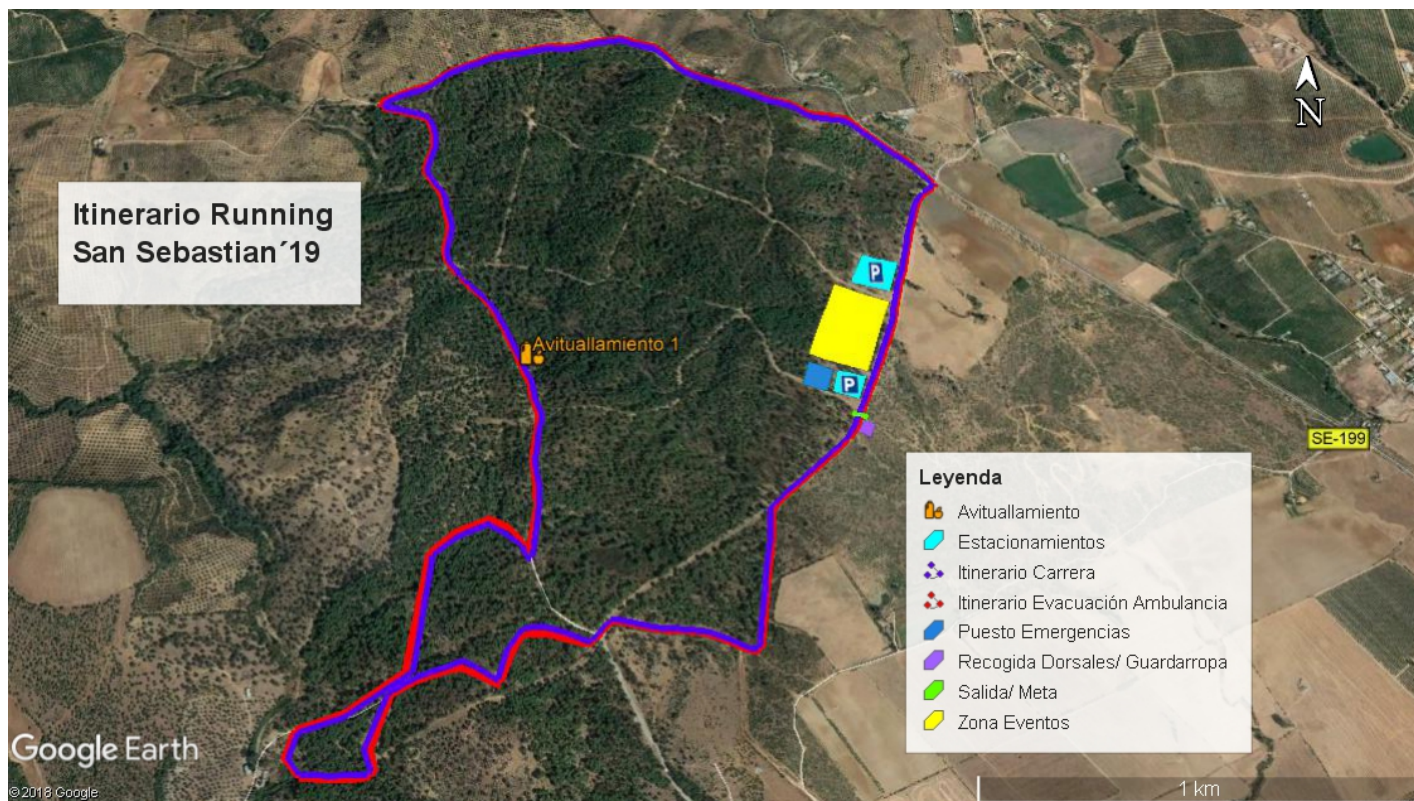 N
Itinerario Running
San Sebastian´19
P
Avituallamiento 1
P
SE-199
Leyenda
Avituallamiento
Estacionamientos
Itinerario Carrera
Itinerario Evacuación Ambulancia
Puesto Emergencias
Recogida Dorsales/ Guardarropa
Salida/ Meta
Zona Eventos
Google Earth
©2018 Google
1 km